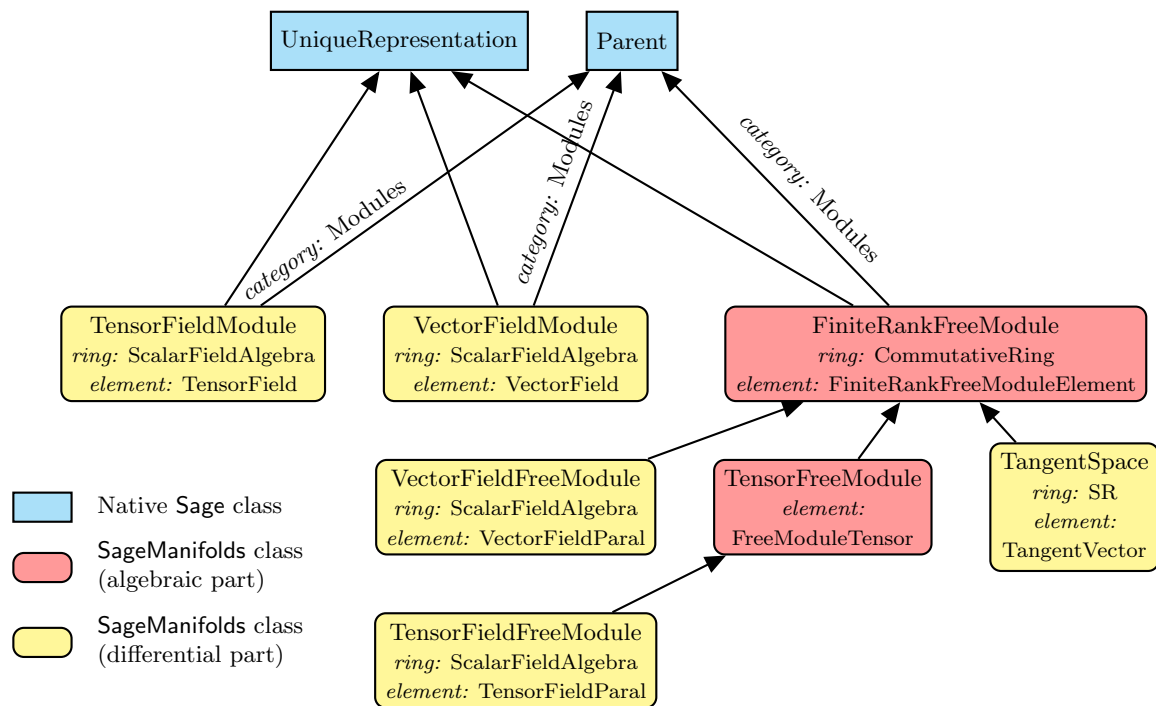 UniqueRepresentation
Parent
category: Modules
category: Modules
category: Modules
TensorFieldModule
ring: ScalarFieldAlgebra
element: TensorField
VectorFieldModule
ring: ScalarFieldAlgebra
element: VectorField
FiniteRankFreeModule
ring: CommutativeRing
element: FiniteRankFreeModuleElement
VectorFieldFreeModule
ring: ScalarFieldAlgebra
element: VectorFieldParal
TensorFreeModule
element:
FreeModuleTensor
TangentSpace
ring: SR
element:
TangentVector
TensorFieldFreeModule
ring: ScalarFieldAlgebra
element: TensorFieldParal
Native Sage class
SageManifolds class
(algebraic part)
SageManifolds class
(differential part)